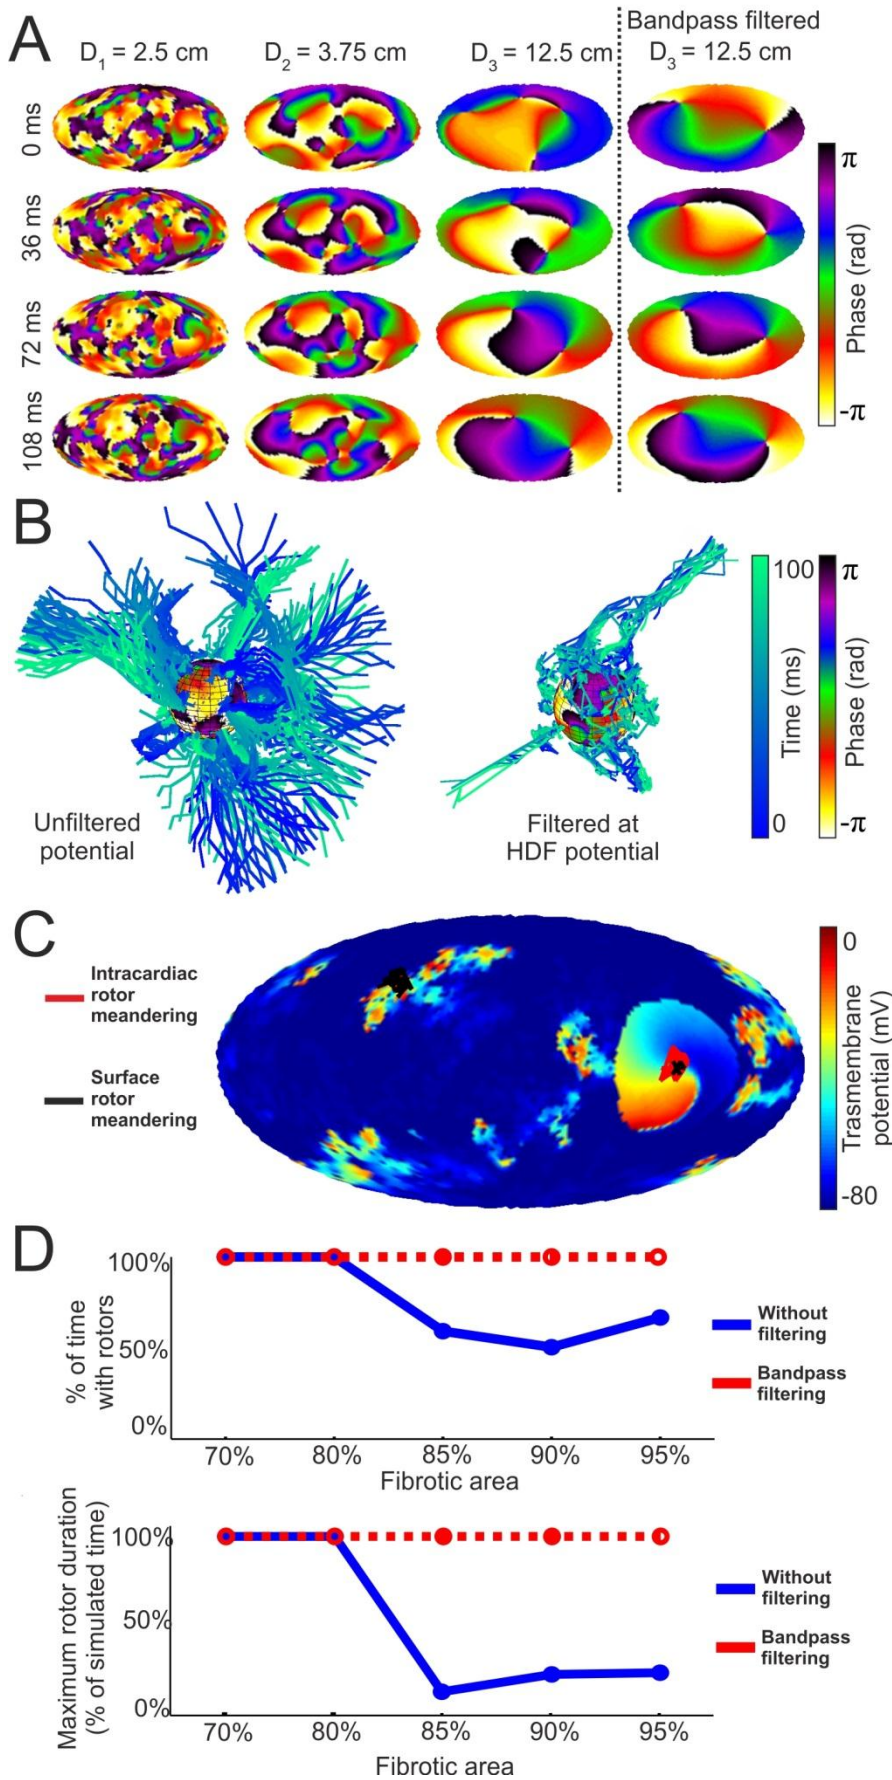 A
Bandpass filtered
D1 = 2.5 cm
D2 = 3.75 cm
D3 = 12.5 cm
D3 = 12.5 cm
0 ms
36 ms
72 ms
108 ms
π
Phase (rad)
-π
B
Unfiltered
potential
Filtered at
HDF potential
100
Time (ms)
0
π
Phase (rad)
-π
C
Intracardiac
rotor
meandering
Surface
rotor
meandering
0
Trasmembrane
potential (mV)
-80
D
% of time
with rotors
100%
50%
0%
70%
80%
85%
90%
95%
Fibrotic area
Without
filtering
Bandpass
filtering
Maximum rotor duration
(% of simulated time)
100%
50%
0%
70%
80%
85%
90%
95%
Fibrotic area
Without
filtering
Bandpass
filtering